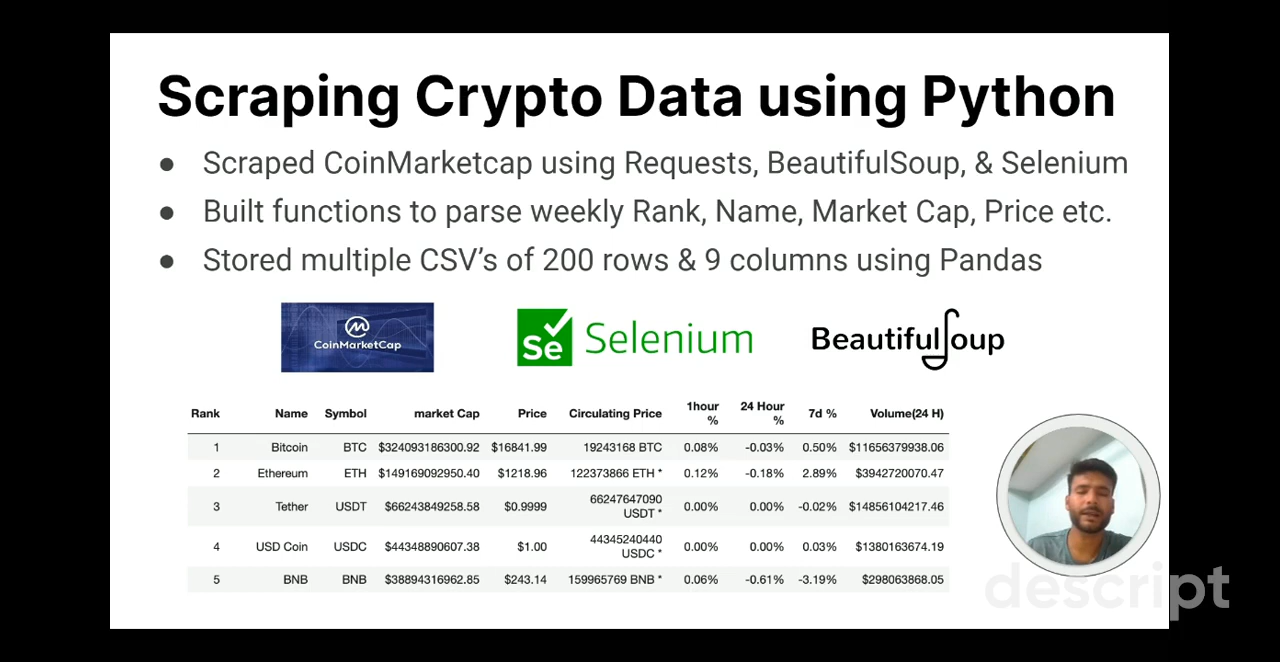 Scraping Crypto Data using Python
● Scraped CoinMarketcap using Requests, BeautifulSoup, & Selenium
● Built functions to parse weekly Rank, Name, Market Cap, Price etc.
● Stored multiple CSV’s of 200 rows & 9 columns using Pandas
CoinMarketCap
Se Selenium
BeautifulSoup
Rank Name Symbol market Cap Price Circulating Price 1hour % 24 Hour % 7d % Volume(24 H)
1 Bitcoin BTC $324093186300.92 $16841.99 19243168 BTC 0.08% -0.03% 0.50% $11656379938.06
2 Ethereum ETH $149169092950.40 $1218.96 122373866 ETH * 0.12% -0.18% 2.89% $3942720070.47
3 Tether USDT $66243849258.58 $0.9999 66247647090 USDT * 0.00% 0.00% -0.02% $14856104217.46
4 USD Coin USDC $44348890607.38 $1.00 44345240440 USDC * 0.00% 0.00% 0.03% $1380163674.19
5 BNB BNB $38894316962.85 $243.14 159965769 BNB * 0.06% -0.61% -3.19% $298063868.05
descript